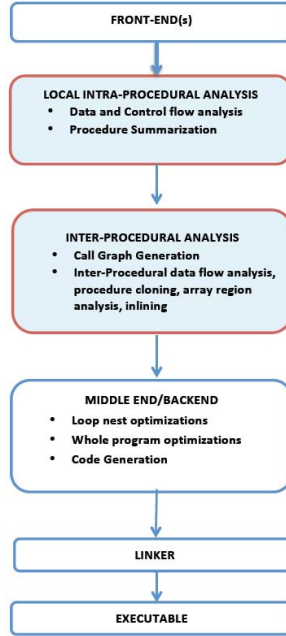 FRONT-END(s)
LOCAL INTRA-PROCEDURAL ANALYSIS
• Data and Control flow analysis
• Procedure Summarization
INTER-PROCEDURAL ANALYSIS
• Call Graph Generation
• Inter-Procedural data flow analysis,
procedure cloning, array region
analysis, inlining
MIDDLE END/BACKEND
• Loop nest optimizations
• Whole program optimizations
• Code Generation
LINKER
EXECUTABLE